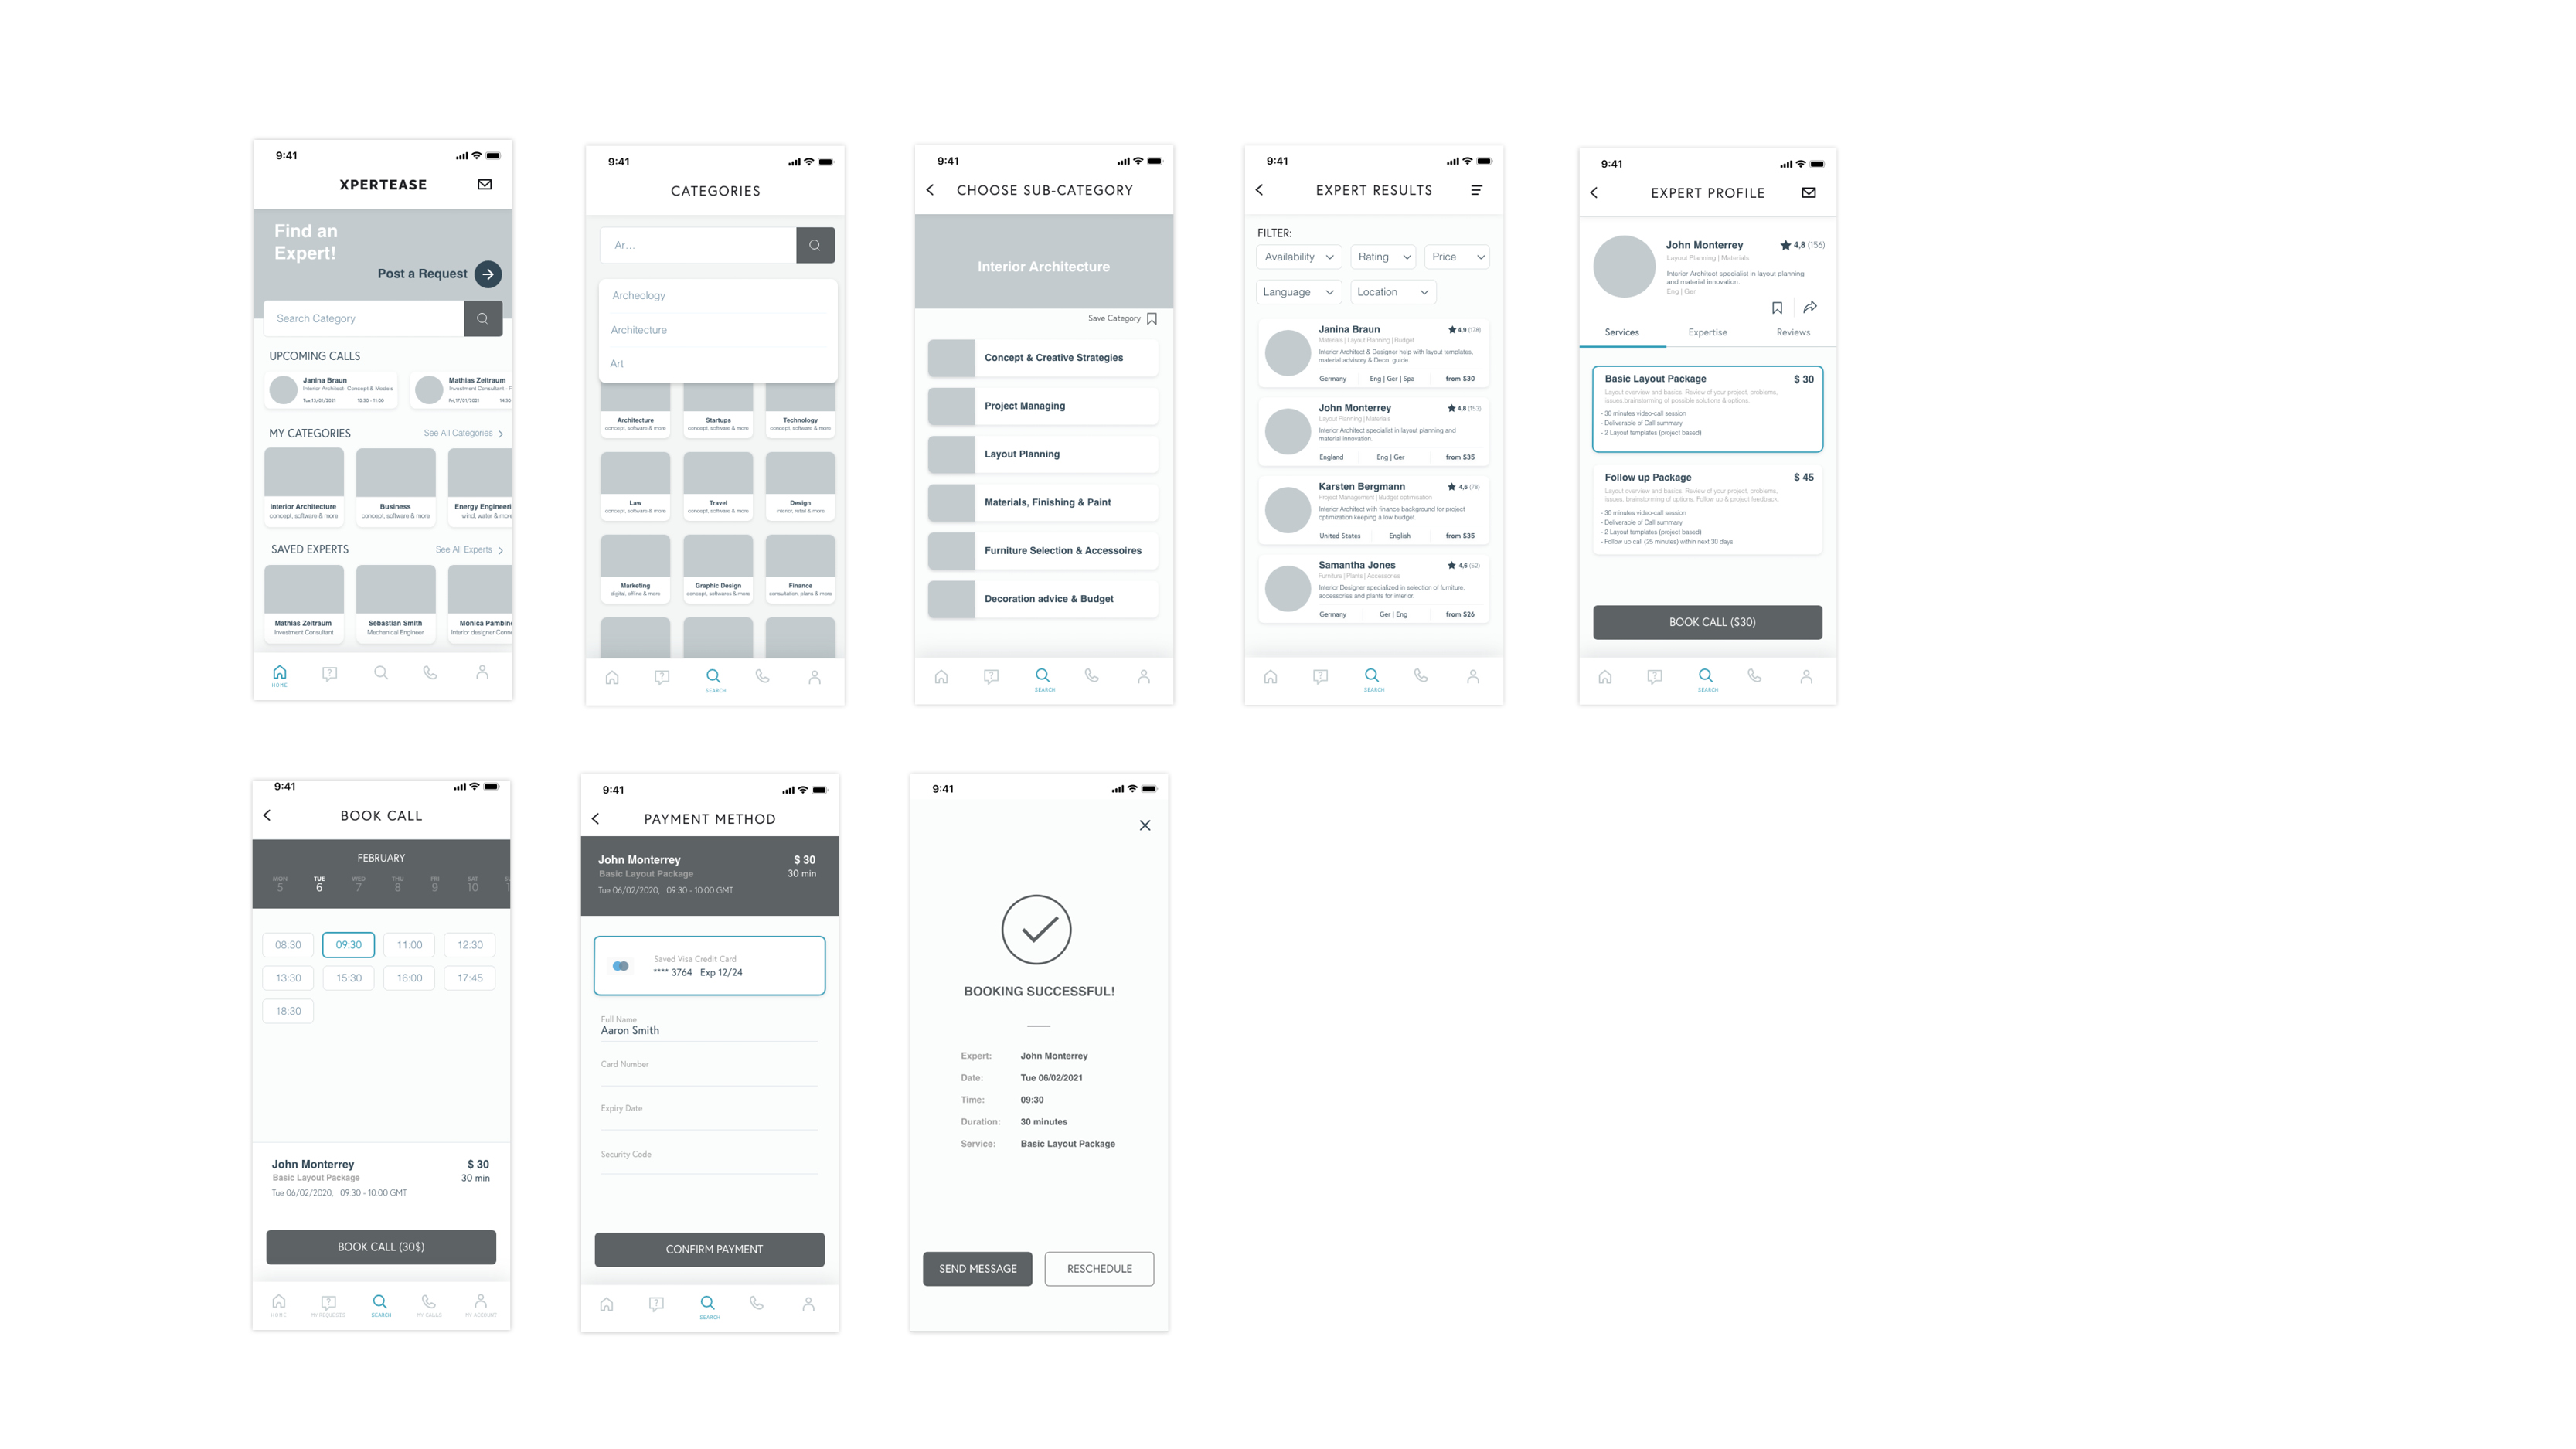 9:41
XPERTEASE
Find an
Expert!
Post a Request
Search Category
UPCOMING CALLS
Janina Braun
Interior Architect- Concept & Models
Tue,13/01/2021 10:30 - 11:00
Mathias Zeitraum
Investment Consultant - F
Fri,17/01/2021 14:30
MY CATEGORIES
See All Categories
Interior Architecture
concept, software & more
Business
concept, software & more
Energy Engineeri
wind, water & more
SAVED EXPERTS
See All Experts
Mathias Zeitraum
Investment Consultant
Sebastian Smith
Mechanical Engineer
Monica Pambino
Interior designer Conne
HOME
9:41
CATEGORIES
Ar...
Archeology
Architecture
Art
Architecture
concept, software & more
Startups
concept, software & more
Technology
concept, software & more
Law
concept, software & more
Travel
concept, software & more
Design
interior, retail & more
Marketing
digital, offline & more
Graphic Design
concept, softwares & more
Finance
consultation, plans & more
SEARCH
9:41
CHOOSE SUB-CATEGORY
Interior Architecture
Save Category
Concept & Creative Strategies
Project Managing
Layout Planning
Materials, Finishing & Paint
Furniture Selection & Accessoires
Decoration advice & Budget
SEARCH
9:41
EXPERT RESULTS
FILTER:
Availability
Rating
Price
Language
Location
Janina Braun
4,9 (178)
Materials | Layout Planning | Budget
Interior Architect & Designer help with layout templates,
material advisory & Deco. guide.
Germany Eng | Ger | Spa from $30
John Monterrey
4,8 (153)
Layout Planning | Materials
Interior Architect specialist in layout planning and
material innovation.
England Eng | Ger from $35
Karsten Bergmann
4,6 (78)
Project Management | Budget optimisation
Interior Architect with finance background for project
optimization keeping a low budget.
United States English from $35
Samantha Jones
4,6 (52)
Furniture | Plants | Accessories
Interior Designer specialized in selection of furniture,
accessories and plants for interior.
Germany Ger | Eng from $26
SEARCH
9:41
EXPERT PROFILE
John Monterrey
4,8 (156)
Layout Planning | Materials
Interior Architect specialist in layout planning
and material innovation.
Eng | Ger
Services Expertise Reviews
Basic Layout Package $ 30
Layout overview and basics. Review of your project, problems,
issues,brainstorming of possible solutions & options.
- 30 minutes video-call session
- Deliverable of Call summary
- 2 Layout templates (project based)
Follow up Package $ 45
Layout overview and basics. Review of your project, problems,
issues, brainstorming of options. Follow up & project feedback
- 30 minutes video-call session
- Deliverable of Call summary
- 2 Layout templates (project based)
- Follow up call (25 minutes) within next 30 days
BOOK CALL ($30)
SEARCH
9:41
BOOK CALL
FEBRUARY
MON TUE WED THU FRI SAT
5 6 7 8 9 10
08:30 09:30 11:00 12:30
13:30 15:30 16:00 17:45
18:30
John Monterrey $ 30
Basic Layout Package 30 min
Tue 06/02/2020, 09:30 - 10:00 GMT
BOOK CALL (30$)
HOME MY REQUESTS SEARCH MY CALLS MY ACCOUNT
9:41
PAYMENT METHOD
John Monterrey $ 30
Basic Layout Package 30 min
Tue 06/02/2020, 09:30 - 10:00 GMT
Saved Visa Credit Card
**** 3764 Exp 12/24
Full Name
Aaron Smith
Card Number
Expiry Date
Security Code
CONFIRM PAYMENT
SEARCH
9:41
BOOKING SUCCESSFUL!
Expert: John Monterrey
Date: Tue 06/02/2021
Time: 09:30
Duration: 30 minutes
Service: Basic Layout Package
SEND MESSAGE
RESCHEDULE